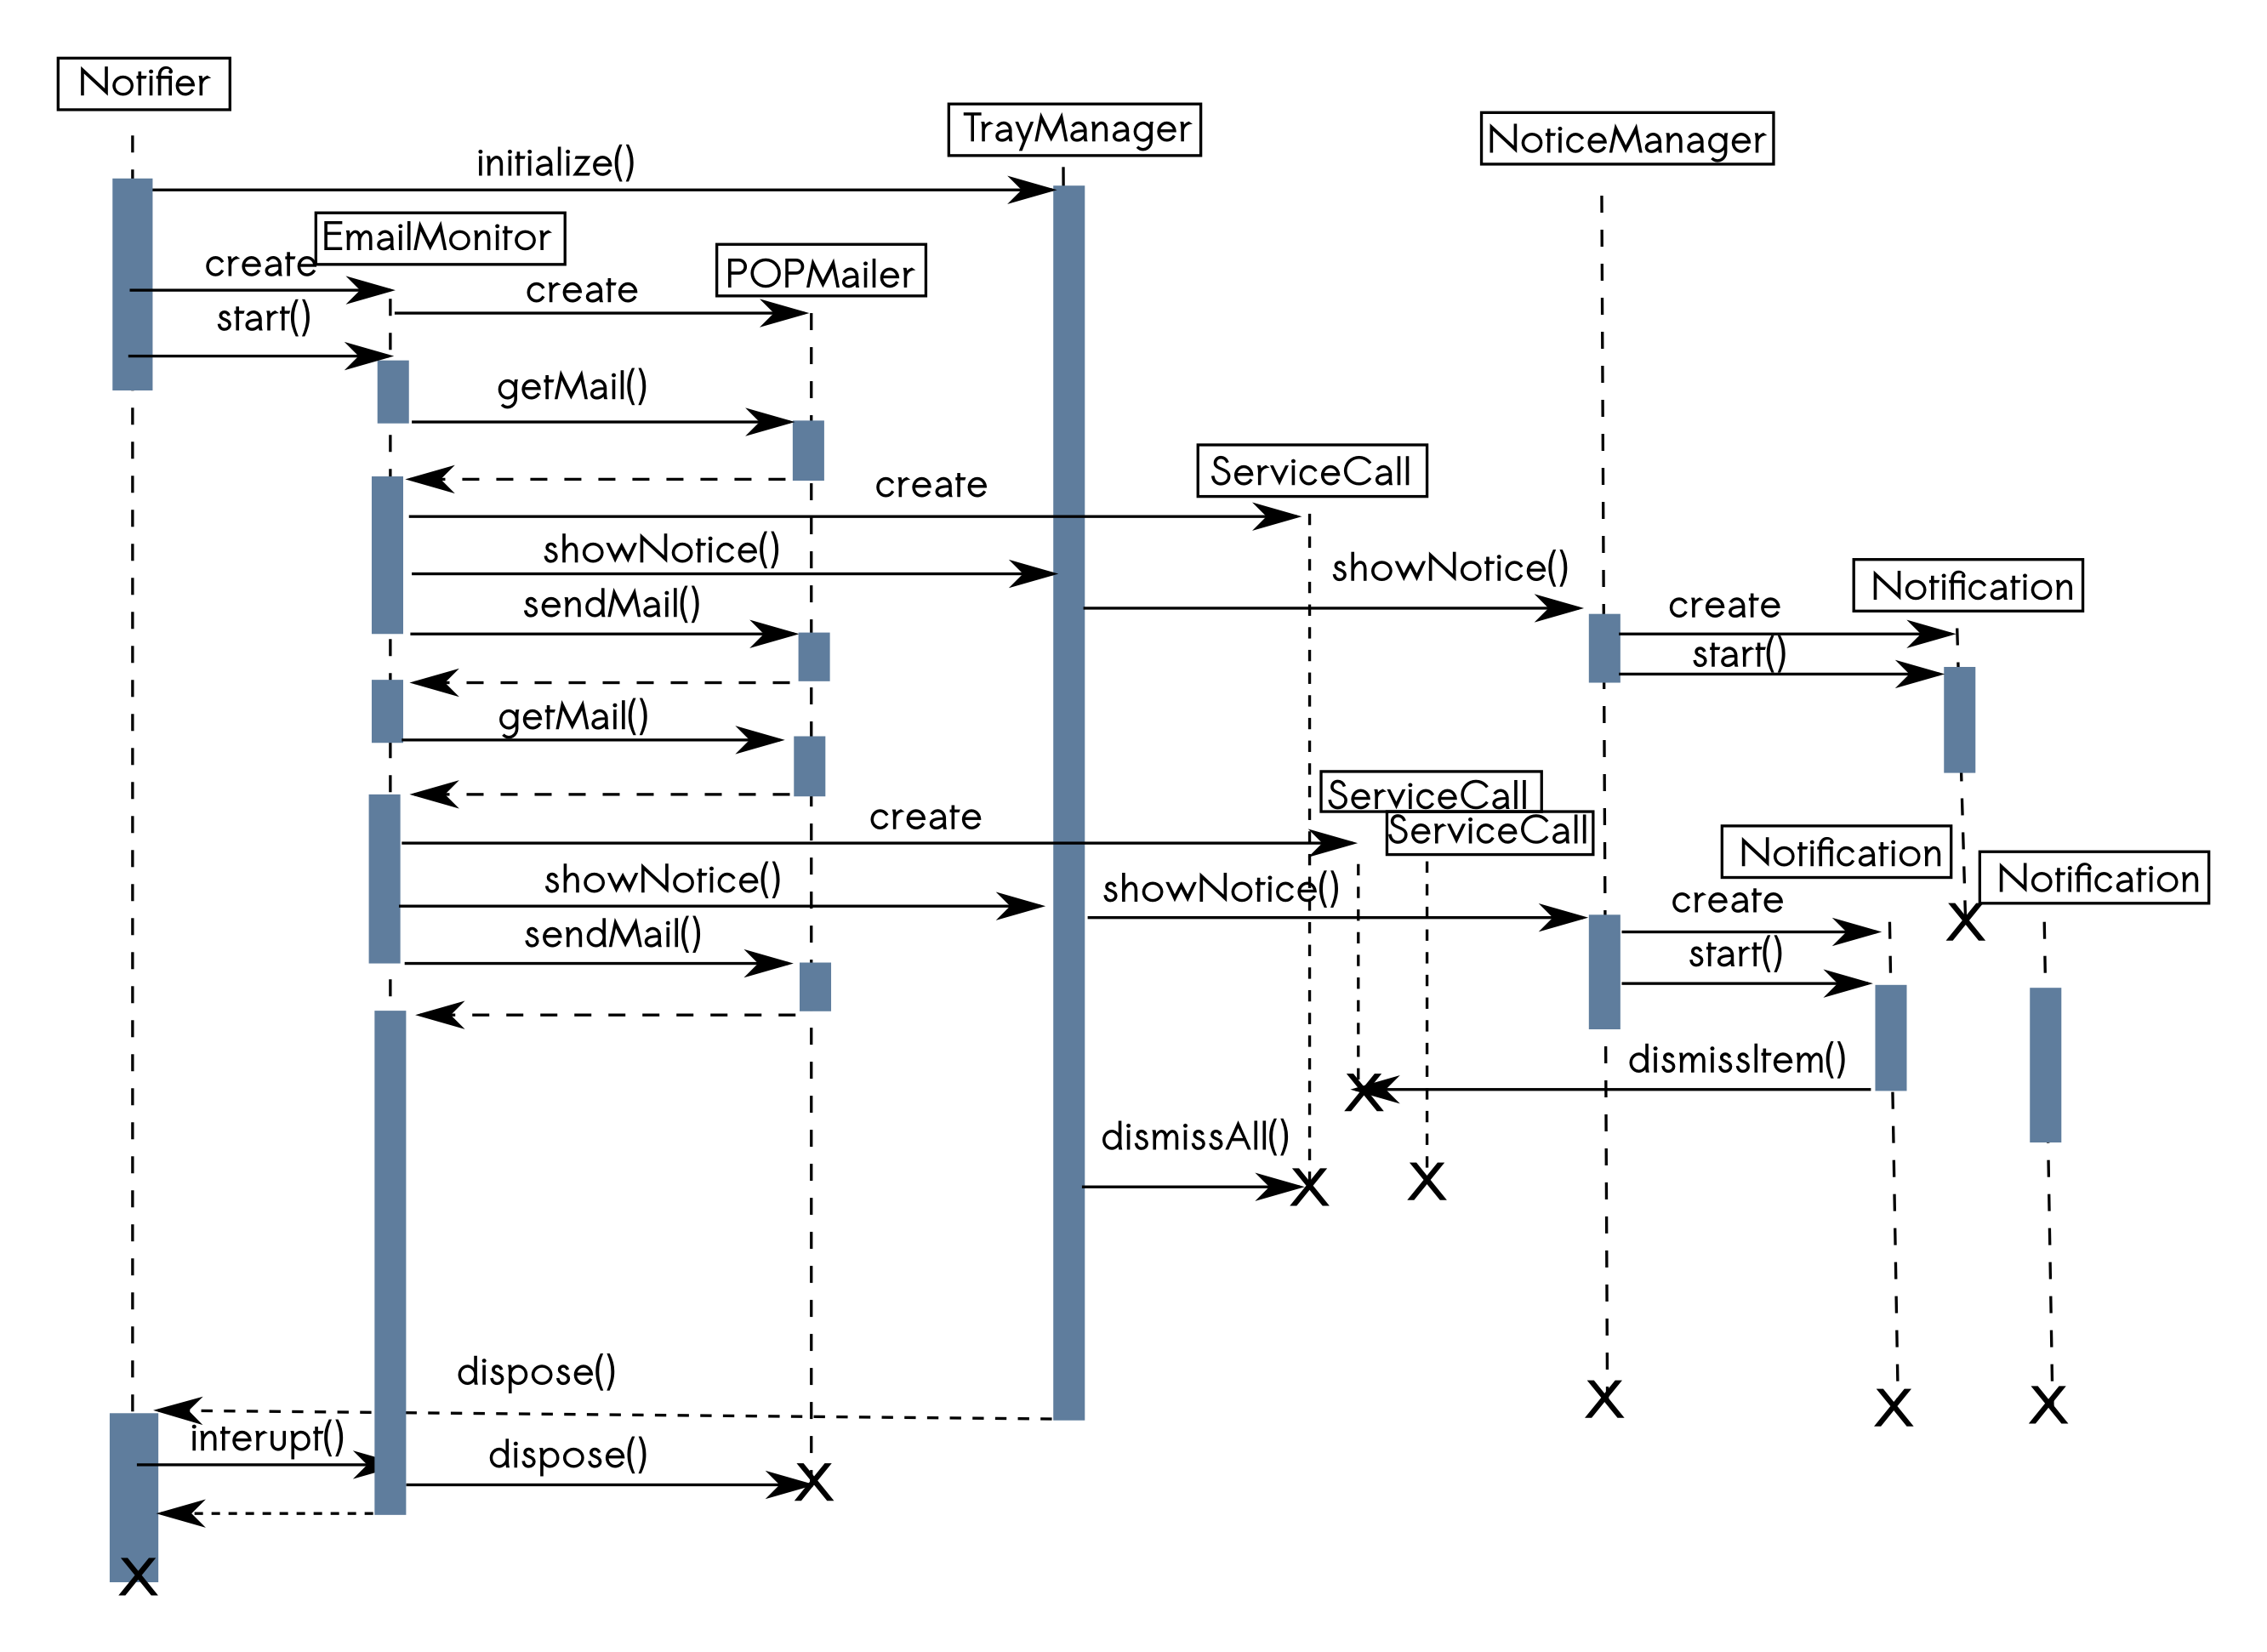 Notifier
TrayManager
NoticeManager
initialize()
EmailMonitor
create
POPMailer
create
start()
getMail()
ServiceCall
create
showNotice()
showNotice()
Notification
sendMail()
create
start()
getMail()
ServiceCall
create
ServiceCall
Notification
Notification
showNotice()
showNotice()
create
sendMail()
start()
X
dismissItem()
X
dismissAll()
X
X
dispose()
X
X
X
interupt()
dispose()
X
X